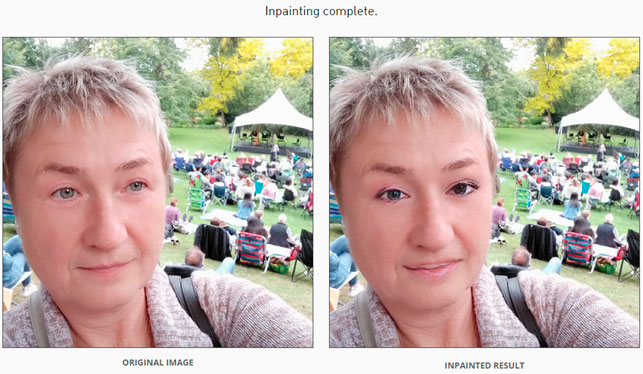 Inpainting complete.
ORIGINAL IMAGE
INPAINTED RESULT